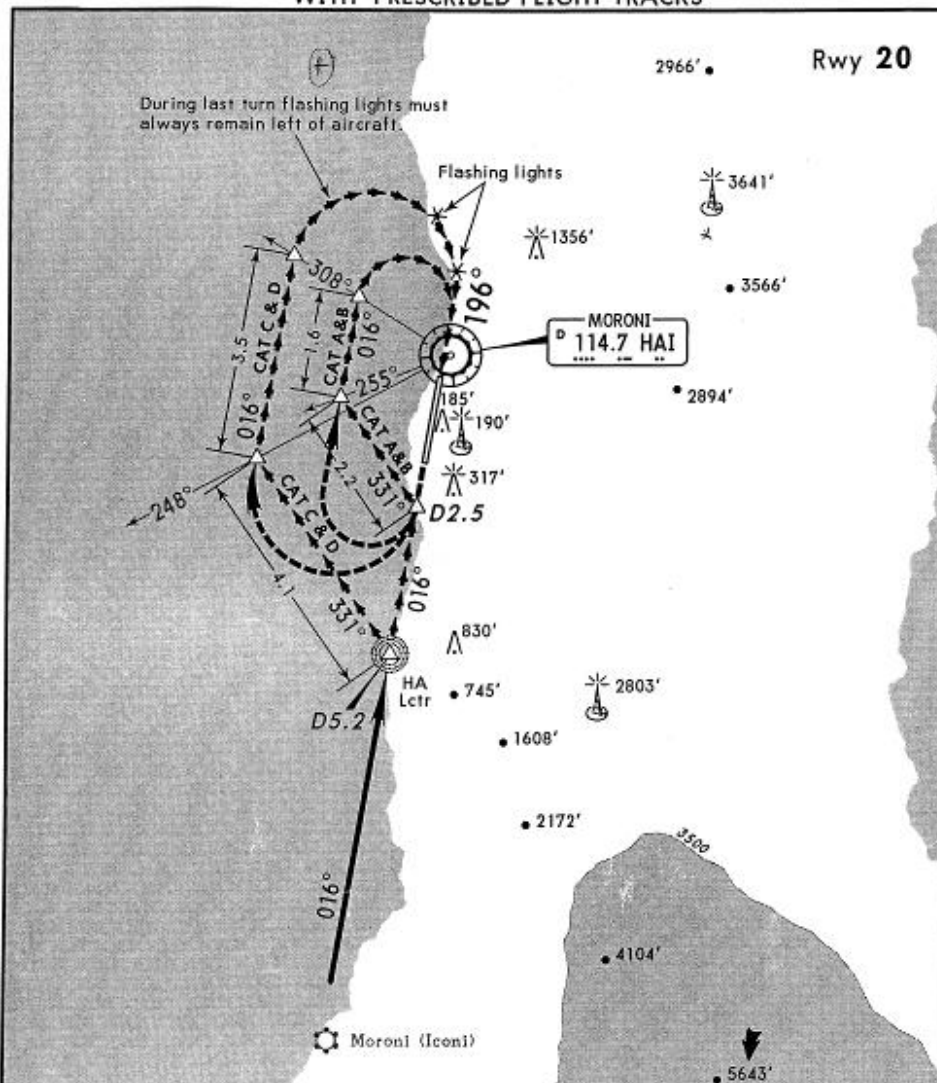 WITH PRESCRIBED FLIGHT TRACKS
Rwy 20
2966'
During last turn flashing lights must
always remain left of aircraft.
Flashing lights
3641'
1356'
308°
196°
3566'
MORONI
D 114.7 HAI
3.5
CAT C & D
016°
1.6
CAT A&B
016°
255°
2894'
185'
190'
CAT A&B
331°
2.2
317'
248°
CAT C & D
331°
D2.5
4.1
016°
830'
HA
Lctr
745'
2803'
D5.2
1608'
2172'
3500
016°
4104'
Moroni (Iconi)
5643'